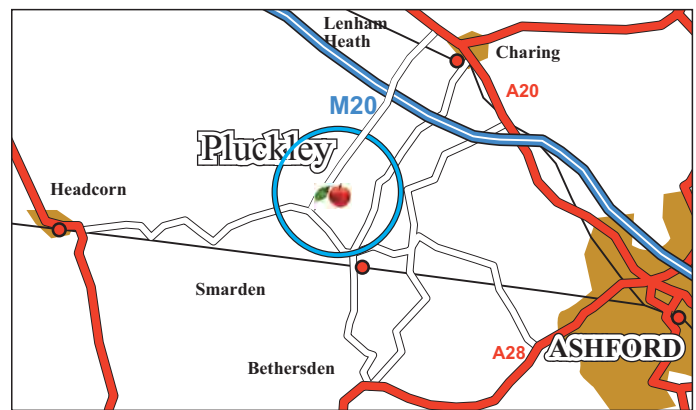 Lenham
Heath
Charing
A20
M20
Pluckley
Headcorn
Smarden
A28
ASHFORD
Bethersden